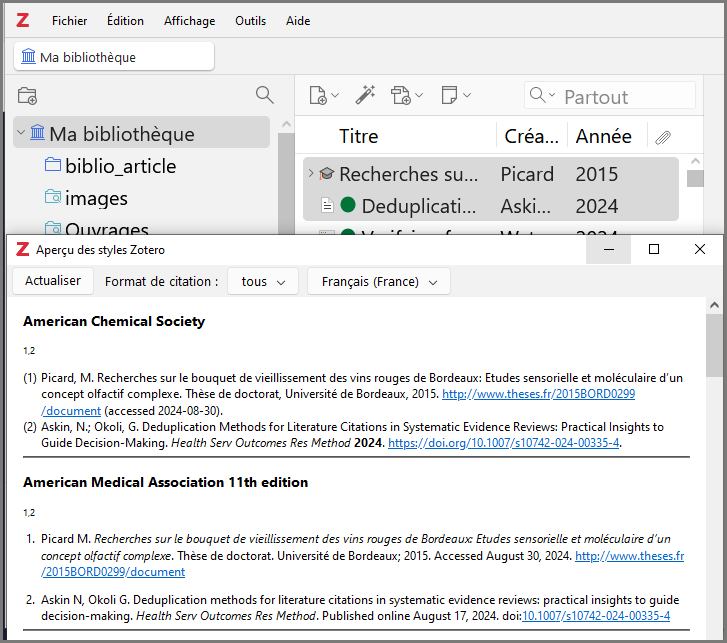 Z Fichier Édition Affichage Outils Aide
Ma bibliothèque
Partout
Ma bibliothèque
Titre Créa... Année
biblio_article
Recherches su... Picard 2015
images
Deduplicati... Aski... 2024
Ouvrages
2024
Z Aperçu des styles Zotero
Actualiser Format de citation : tous Français (France)
American Chemical Society
1,2
(1) Picard, M. Recherches sur le bouquet de vieillissement des vins rouges de Bordeaux: Etudes sensorielle et moléculaire d’un
concept olfactif complexe. Thèse de doctorat, Université de Bordeaux, 2015. http://www.theses.fr/2015BORD0299
/document (accessed 2024-08-30).
(2) Askin, N.; Okoli, G. Deduplication Methods for Literature Citations in Systematic Evidence Reviews: Practical Insights to
Guide Decision-Making. Health Serv Outcomes Res Method 2024. https://doi.org/10.1007/s10742-024-00335-4.
American Medical Association 11th edition
1,2
1. Picard M. Recherches sur le bouquet de vieillissement des vins rouges de Bordeaux: Etudes sensorielle et moléculaire d’un
concept olfactif complexe. Thèse de doctorat. Université de Bordeaux; 2015. Accessed August 30, 2024. http://www.theses.fr
/2015BORD0299/document
2. Askin N, Okoli G. Deduplication methods for literature citations in systematic evidence reviews: practical insights to guide
decision-making. Health Serv Outcomes Res Method. Published online August 17, 2024. doi:10.1007/s10742-024-00335-4